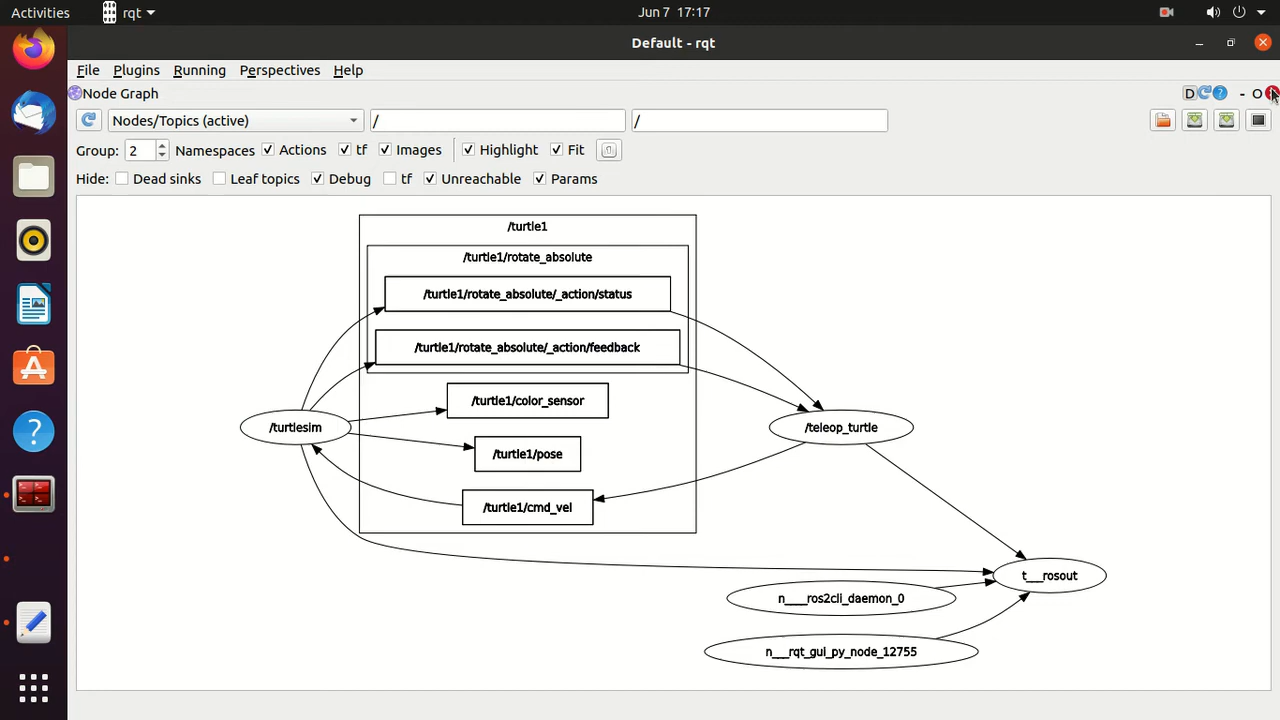 Activities rqt Jun 7 17:17
Default - rqt
File Plugins Running Perspectives Help
Node Graph D ? - O
Nodes/Topics (active) / /
Group: 2 Namespaces Actions tf Images Highlight Fit
Hide: Dead sinks Leaf topics Debug tf Unreachable Params
/turtle1
/turtle1/rotate_absolute
/turtle1/rotate_absolute/_action/status
/turtle1/rotate_absolute/_action/feedback
/turtle1/color_sensor
/turtlesim
/teleop_turtle
/turtle1/pose
/turtle1/cmd_vel
t___rosout
n____ros2cli_daemon_0
n___rqt_gui_py_node_12755